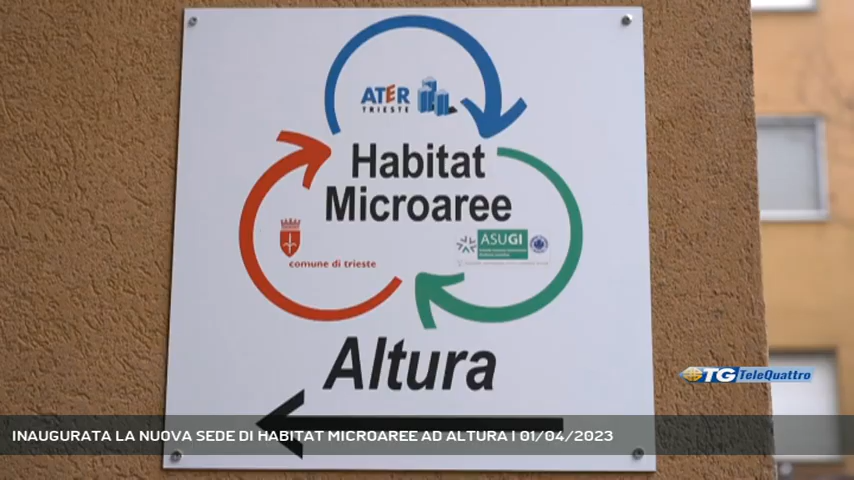 ATER
TRIESTE
Habitat
Microaree
comune di trieste
ASUGI
Altura
TG TeleQuattro
INAUGURATA LA NUOVA SEDE DI HABITAT MICROAREE AD ALTURA | 01/04/2023